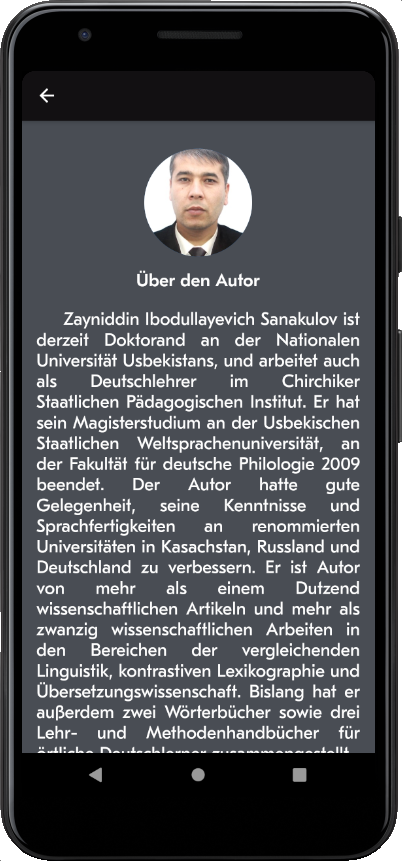 Über den Autor
Zayniddin Ibodullayevich Sanakulov ist
derzeit Doktorand an der Nationalen
Universität Usbekistans, und arbeitet auch
als Deutschlehrer im Chirchiker
Staatlichen Pädagogischen Institut. Er hat
sein Magisterstudium an der Usbekischen
Staatlichen Weltsprachenuniversität, an
der Fakultät für deutsche Philologie 2009
beendet. Der Autor hatte gute
Gelegenheit, seine Kenntnisse und
Sprachfertigkeiten an renommierten
Universitäten in Kasachstan, Russland und
Deutschland zu verbessern. Er ist Autor
von mehr als einem Dutzend
wissenschaftlichen Artikeln und mehr als
zwanzig wissenschaftlichen Arbeiten in
den Bereichen der vergleichenden
Linguistik, kontrastiven Lexikographie und
Übersetzungswissenschaft. Bislang hat er
außerdem zwei Wörterbücher sowie drei
Lehr- und Methodenhandbücher für
örtliche Deutschlerner zusammengestellt.